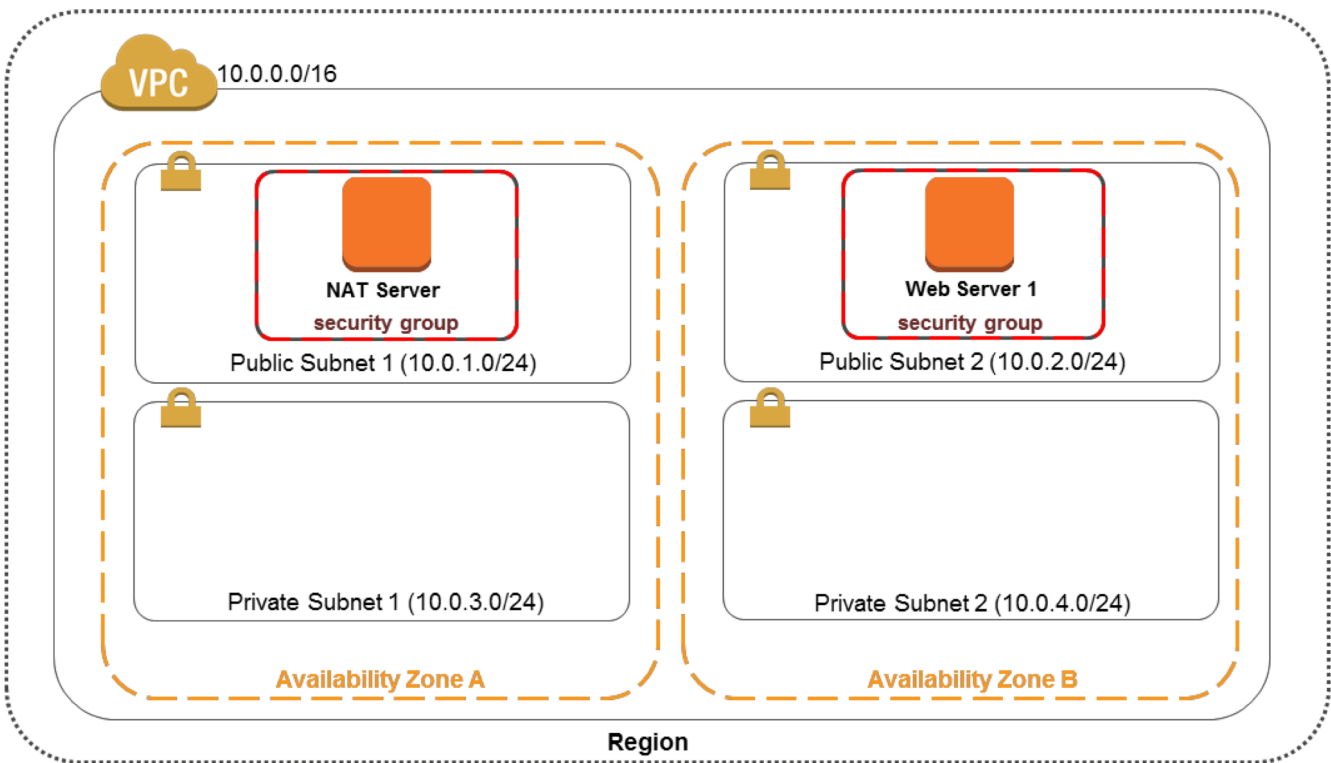 VPC
10.0.0.0/16
NAT Server
security group
Public Subnet 1 (10.0.1.0/24)
Web Server 1
security group
Public Subnet 2 (10.0.2.0/24)
Private Subnet 1 (10.0.3.0/24)
Private Subnet 2 (10.0.4.0/24)
Availability Zone A
Availability Zone B
Region